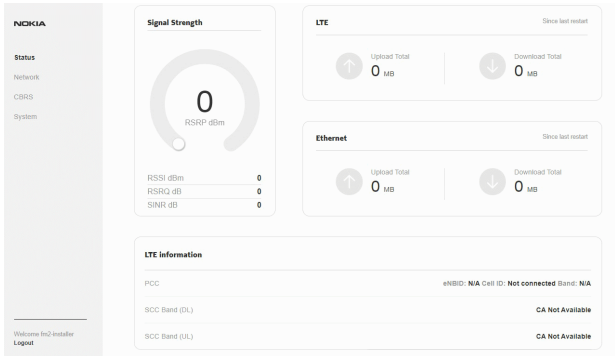 NOKIA
Status
Network
CBRS
System
Welcome fm2-installer
Logout
Signal Strength
0
RSRP dBm
RSSI dBm 0
RSRQ dB 0
SINR dB 0
LTE Since last restart
Upload Total
0 MB
Download Total
0 MB
Ethernet Since last restart
Upload Total
0 MB
Download Total
0 MB
LTE information
PCC eNBID: N/A Cell ID: Not connected Band: N/A
SCC Band (DL) CA Not Available
SCC Band (UL) CA Not Available